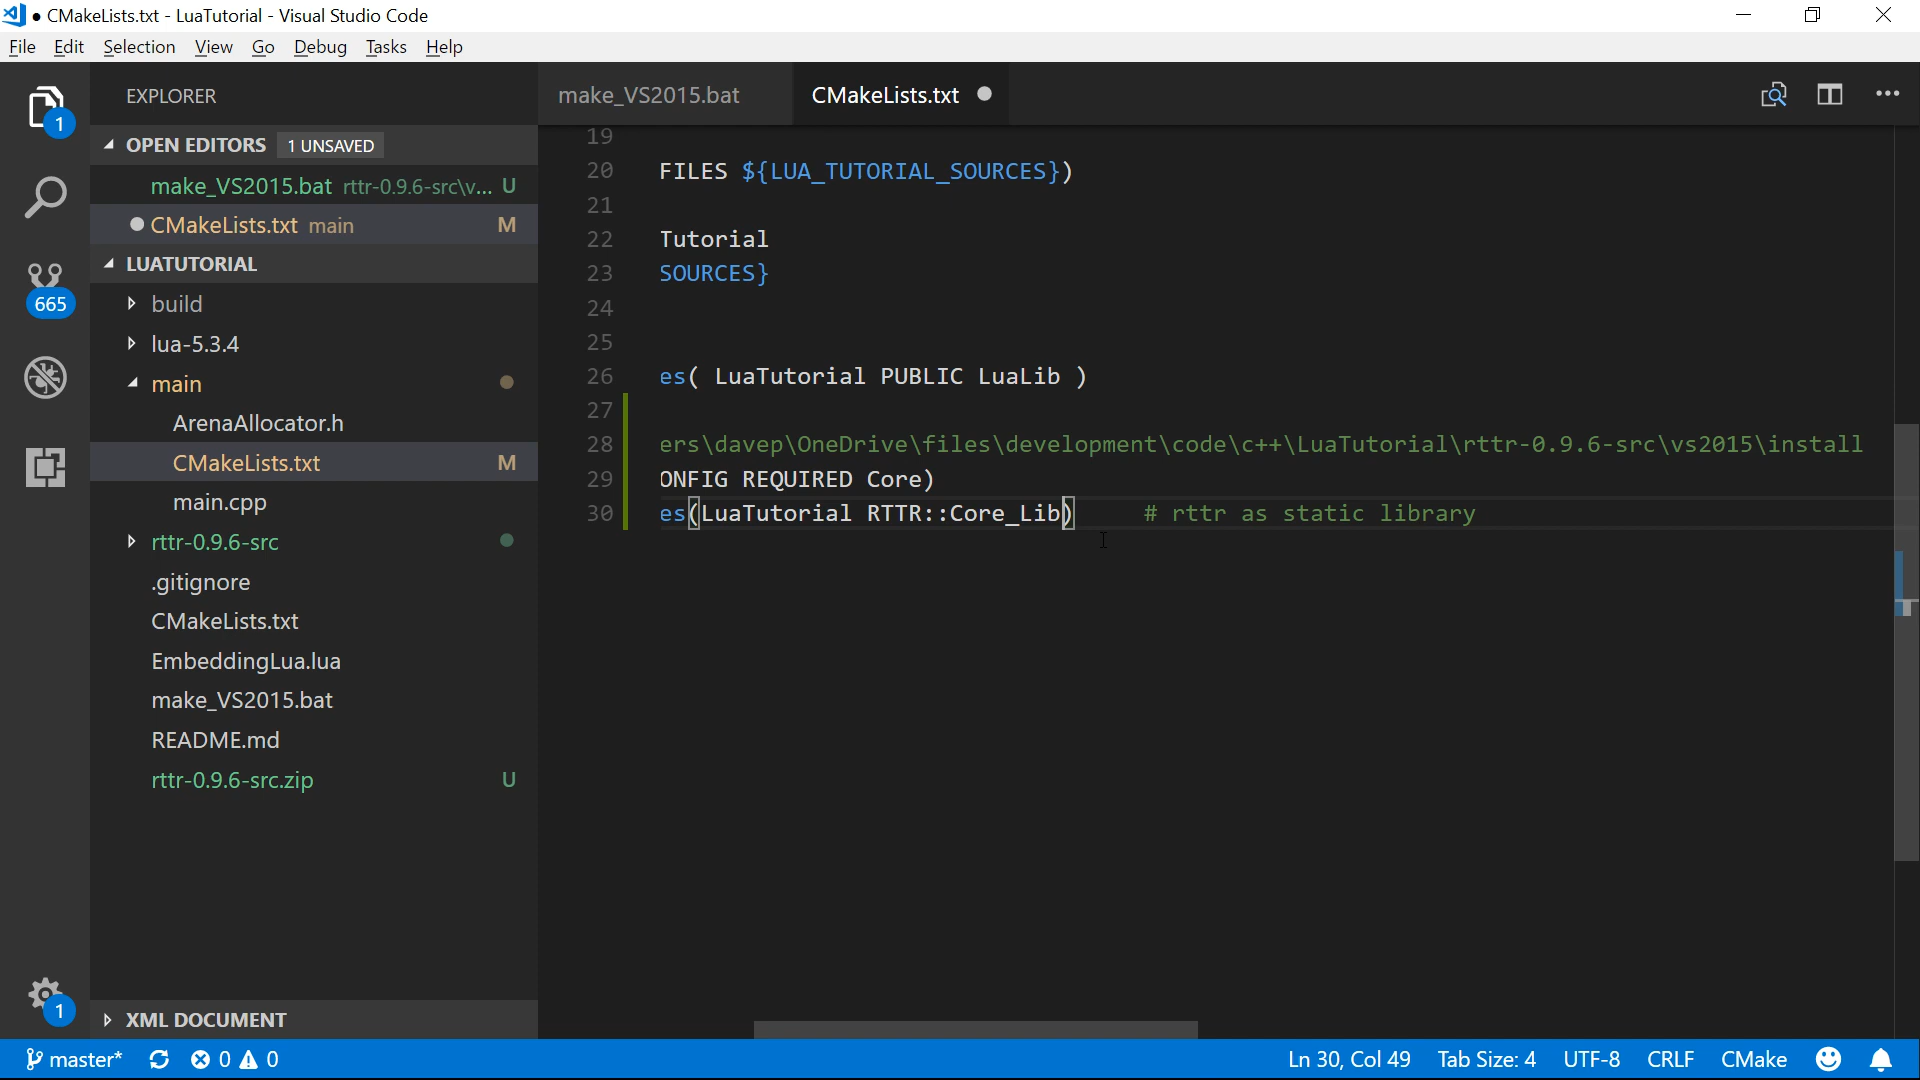 ● CMakeLists.txt - LuaTutorial - Visual Studio Code
File Edit Selection View Go Debug Tasks Help
EXPLORER
make_VS2015.bat
CMakeLists.txt
1
OPEN EDITORS 1 UNSAVED
make_VS2015.bat rttr-0.9.6-src\v... U
CMakeLists.txt main M
LUATUTORIAL
665
build
lua-5.3.4
main
ArenaAllocator.h
CMakeLists.txt M
main.cpp
rttr-0.9.6-src
.gitignore
CMakeLists.txt
EmbeddingLua.lua
make_VS2015.bat
README.md
rttr-0.9.6-src.zip U
XML DOCUMENT
1
19
20 FILES ${LUA_TUTORIAL_SOURCES})
21
22 Tutorial
23 SOURCES}
24
25
26 es( LuaTutorial PUBLIC LuaLib )
27
28 ers\davep\OneDrive\files\development\code\c++\LuaTutorial\rttr-0.9.6-src\vs2015\install
29 ONFIG REQUIRED Core)
30 es(LuaTutorial RTTR::Core_Lib) # rttr as static library
master* 0 0 Ln 30, Col 49 Tab Size: 4 UTF-8 CRLF CMake